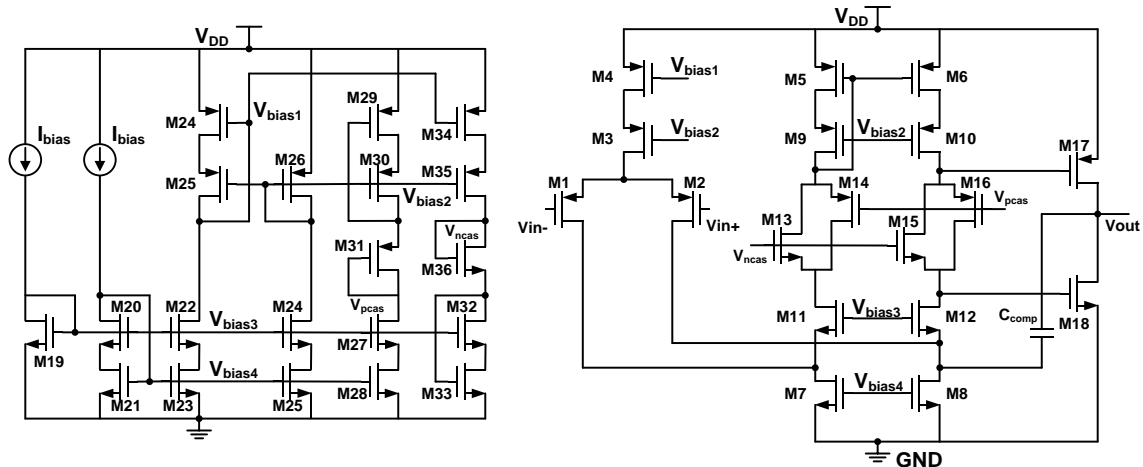 VDD
Ibias
Ibias
M24
Vbias1
M29
M34
M25
M26
M30
M35
Vbias2
M31
Vncas
M36
Vpcas
M20
M22
Vbias3
M24
M32
M19
M27
Vbias4
M21
M23
M25
M28
M33
VDD
M4
Vbias1
M5
M6
M3
Vbias2
M9
Vbias2
M10
M17
M1
M2
M14
M16
Vin-
Vin+
M13
M15
Vpcas
Vout
Vncas
M11
Vbias3
M12
Ccomp
M18
M7
Vbias4
M8
GND